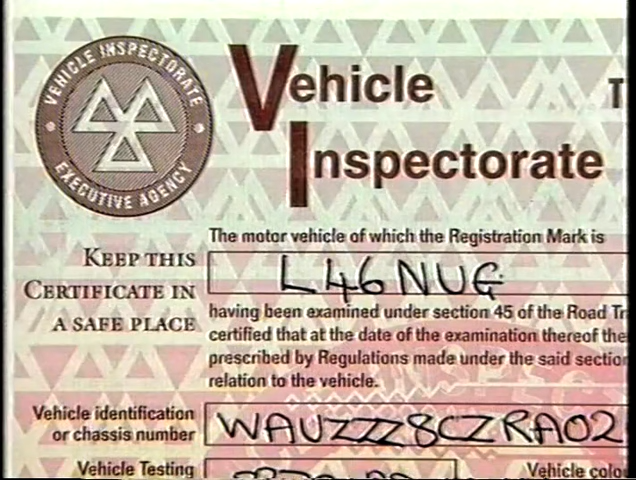 VEHICLE INSPECTORATE
EXECUTIVE AGENCY
Vehicle
Inspectorate
The motor vehicle of which the Registration Mark is
KEEP THIS
CERTIFICATE IN
A SAFE PLACE
L46NUG
having been examined under section 45 of the Road Tr
certified that at the date of the examination thereof the
prescribed by Regulations made under the said section
relation to the vehicle.
Vehicle identification
or chassis number
WAUZZZ8CZRA02
Vehicle Testing
Vehicle colou